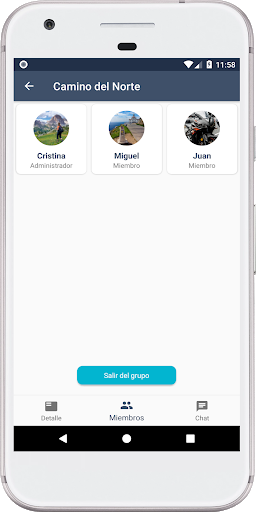 11:58
Camino del Norte
Cristina
Administrador
Miguel
Miembro
Juan
Miembro
Salir del grupo
Detalle
Miembros
Chat